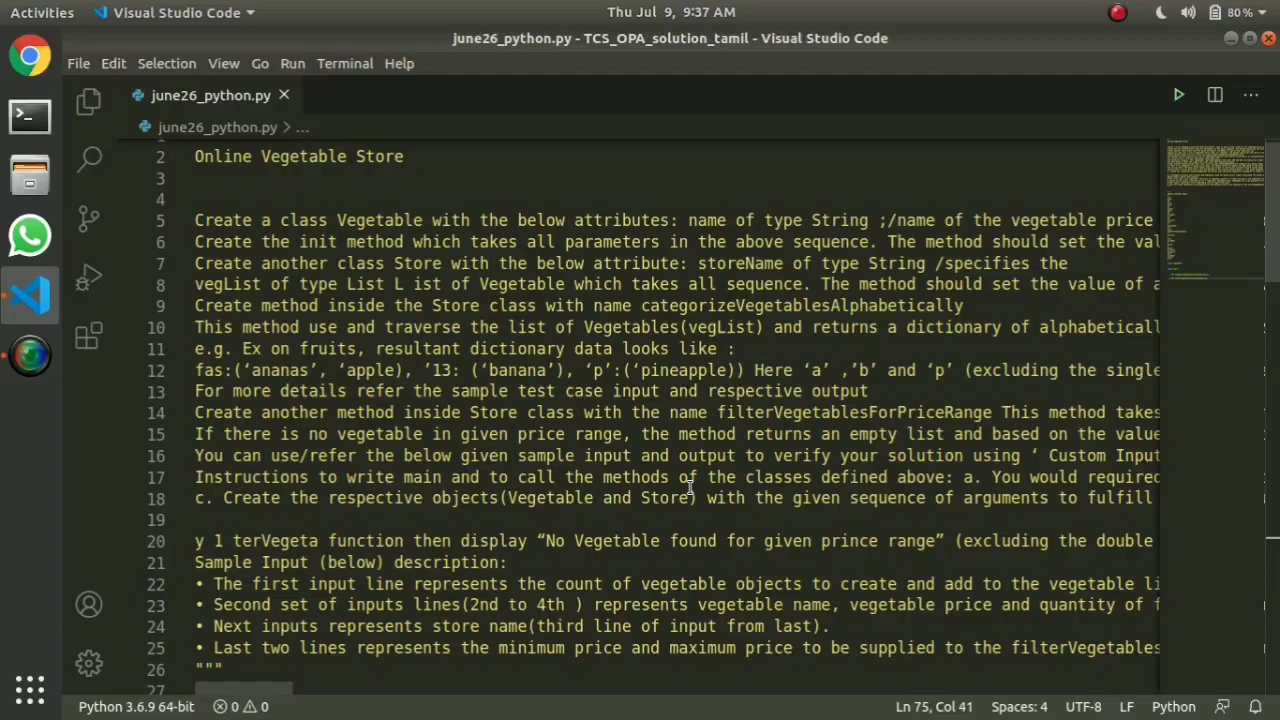 Activities Visual Studio Code Thu Jul 9, 9:37 AM 80%
june26_python.py - TCS_OPA_solution_tamil - Visual Studio Code
File Edit Selection View Go Run Terminal Help
june26_python.py
june26_python.py > ...
2 Online Vegetable Store
3
4
5 Create a class Vegetable with the below attributes: name of type String ;/name of the vegetable price
6 Create the init method which takes all parameters in the above sequence. The method should set the val
7 Create another class Store with the below attribute: storeName of type String /specifies the
8 vegList of type List L ist of Vegetable which takes all sequence. The method should set the value of a
9 Create method inside the Store class with name categorizeVegetablesAlphabetically
10 This method use and traverse the list of Vegetables(vegList) and returns a dictionary of alphabeticall
11 e.g. Ex on fruits, resultant dictionary data looks like :
12 fas:(‘ananas’, ‘apple), ’13: (‘banana’), ‘p’:(‘pineapple)) Here ‘a’ ,’b’ and ‘p’ (excluding the single
13 For more details refer the sample test case input and respective output
14 Create another method inside Store class with the name filterVegetablesForPriceRange This method takes
15 If there is no vegetable in given price range, the method returns an empty list and based on the value
16 You can use/refer the below given sample input and output to verify your solution using ‘ Custom Input
17 Instructions to write main and to call the methods of the classes defined above: a. You would required
18 c. Create the respective objects(Vegetable and Store) with the given sequence of arguments to fulfill
19
20 y 1 terVegeta function then display “No Vegetable found for given prince range” (excluding the double
21 Sample Input (below) description:
22 • The first input line represents the count of vegetable objects to create and add to the vegetable li
23 • Second set of inputs lines(2nd to 4th ) represents vegetable name, vegetable price and quantity of f
24 • Next inputs represents store name(third line of input from last).
25 • Last two lines represents the minimum price and maximum price to be supplied to the filterVegetables
26 """
27
Python 3.6.9 64-bit 0 0 Ln 75, Col 41 Spaces: 4 UTF-8 LF Python